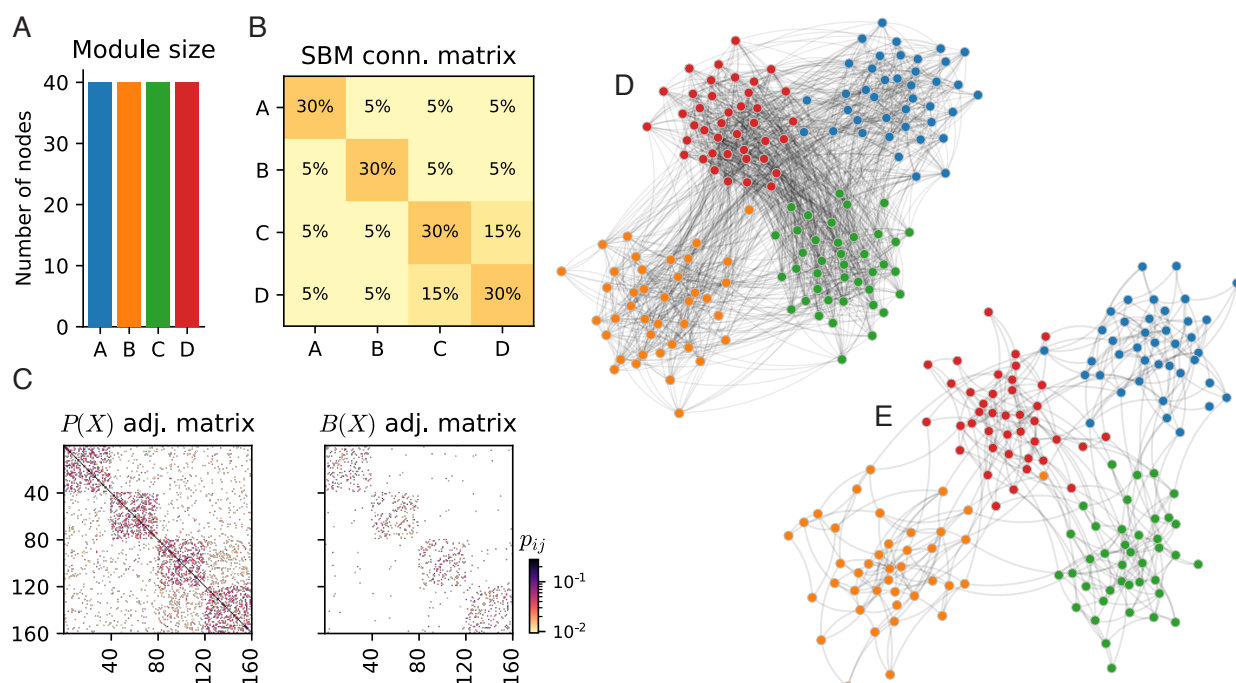 A
Module size
Number of nodes
40
30
20
10
0
A B C D
B
SBM conn. matrix
A 30% 5% 5% 5%
B 5% 30% 5% 5%
C 5% 5% 30% 15%
D 5% 5% 15% 30%
A B C D
C
P(X) adj. matrix
40
80
120
160
40 80 120 160
B(X) adj. matrix
40 80 120 160
p_{ij}
10^{-1}
10^{-2}
D
E